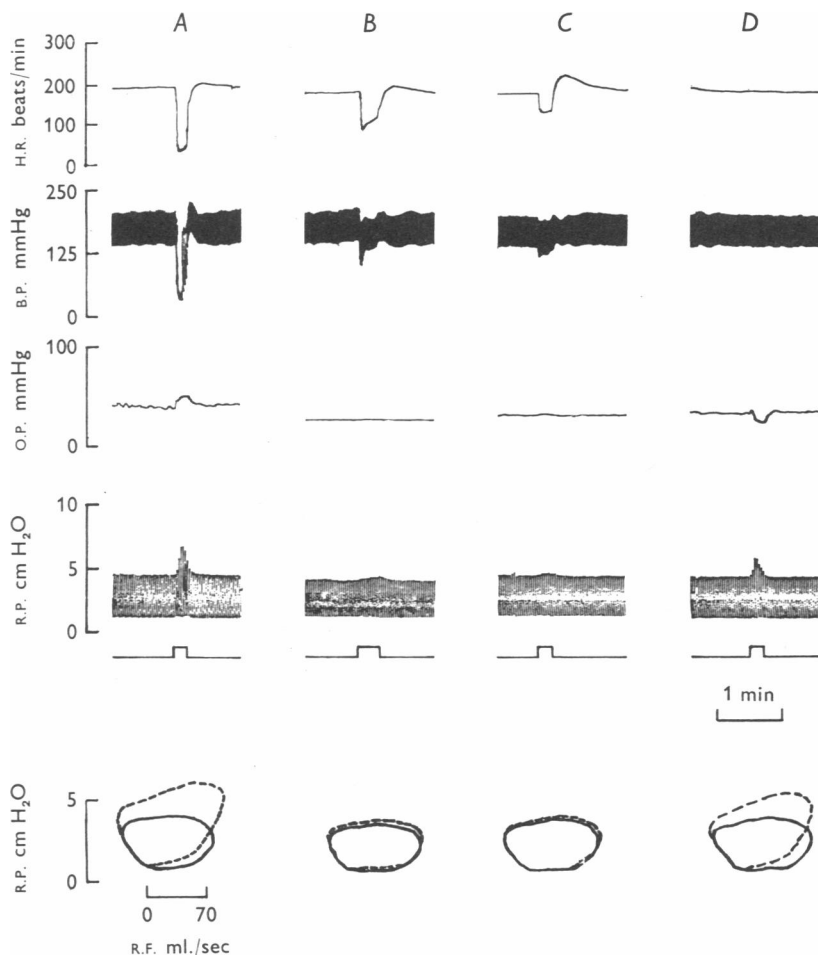 A B C D
300
200
100
0
H.R. beats/min
250
125
0
B.P. mmHg
100
0
O.P. mmHg
10
5
0
R.P. cm H₂O
1 min
5
0
R.P. cm H₂O
0 70
R.F. ml./sec